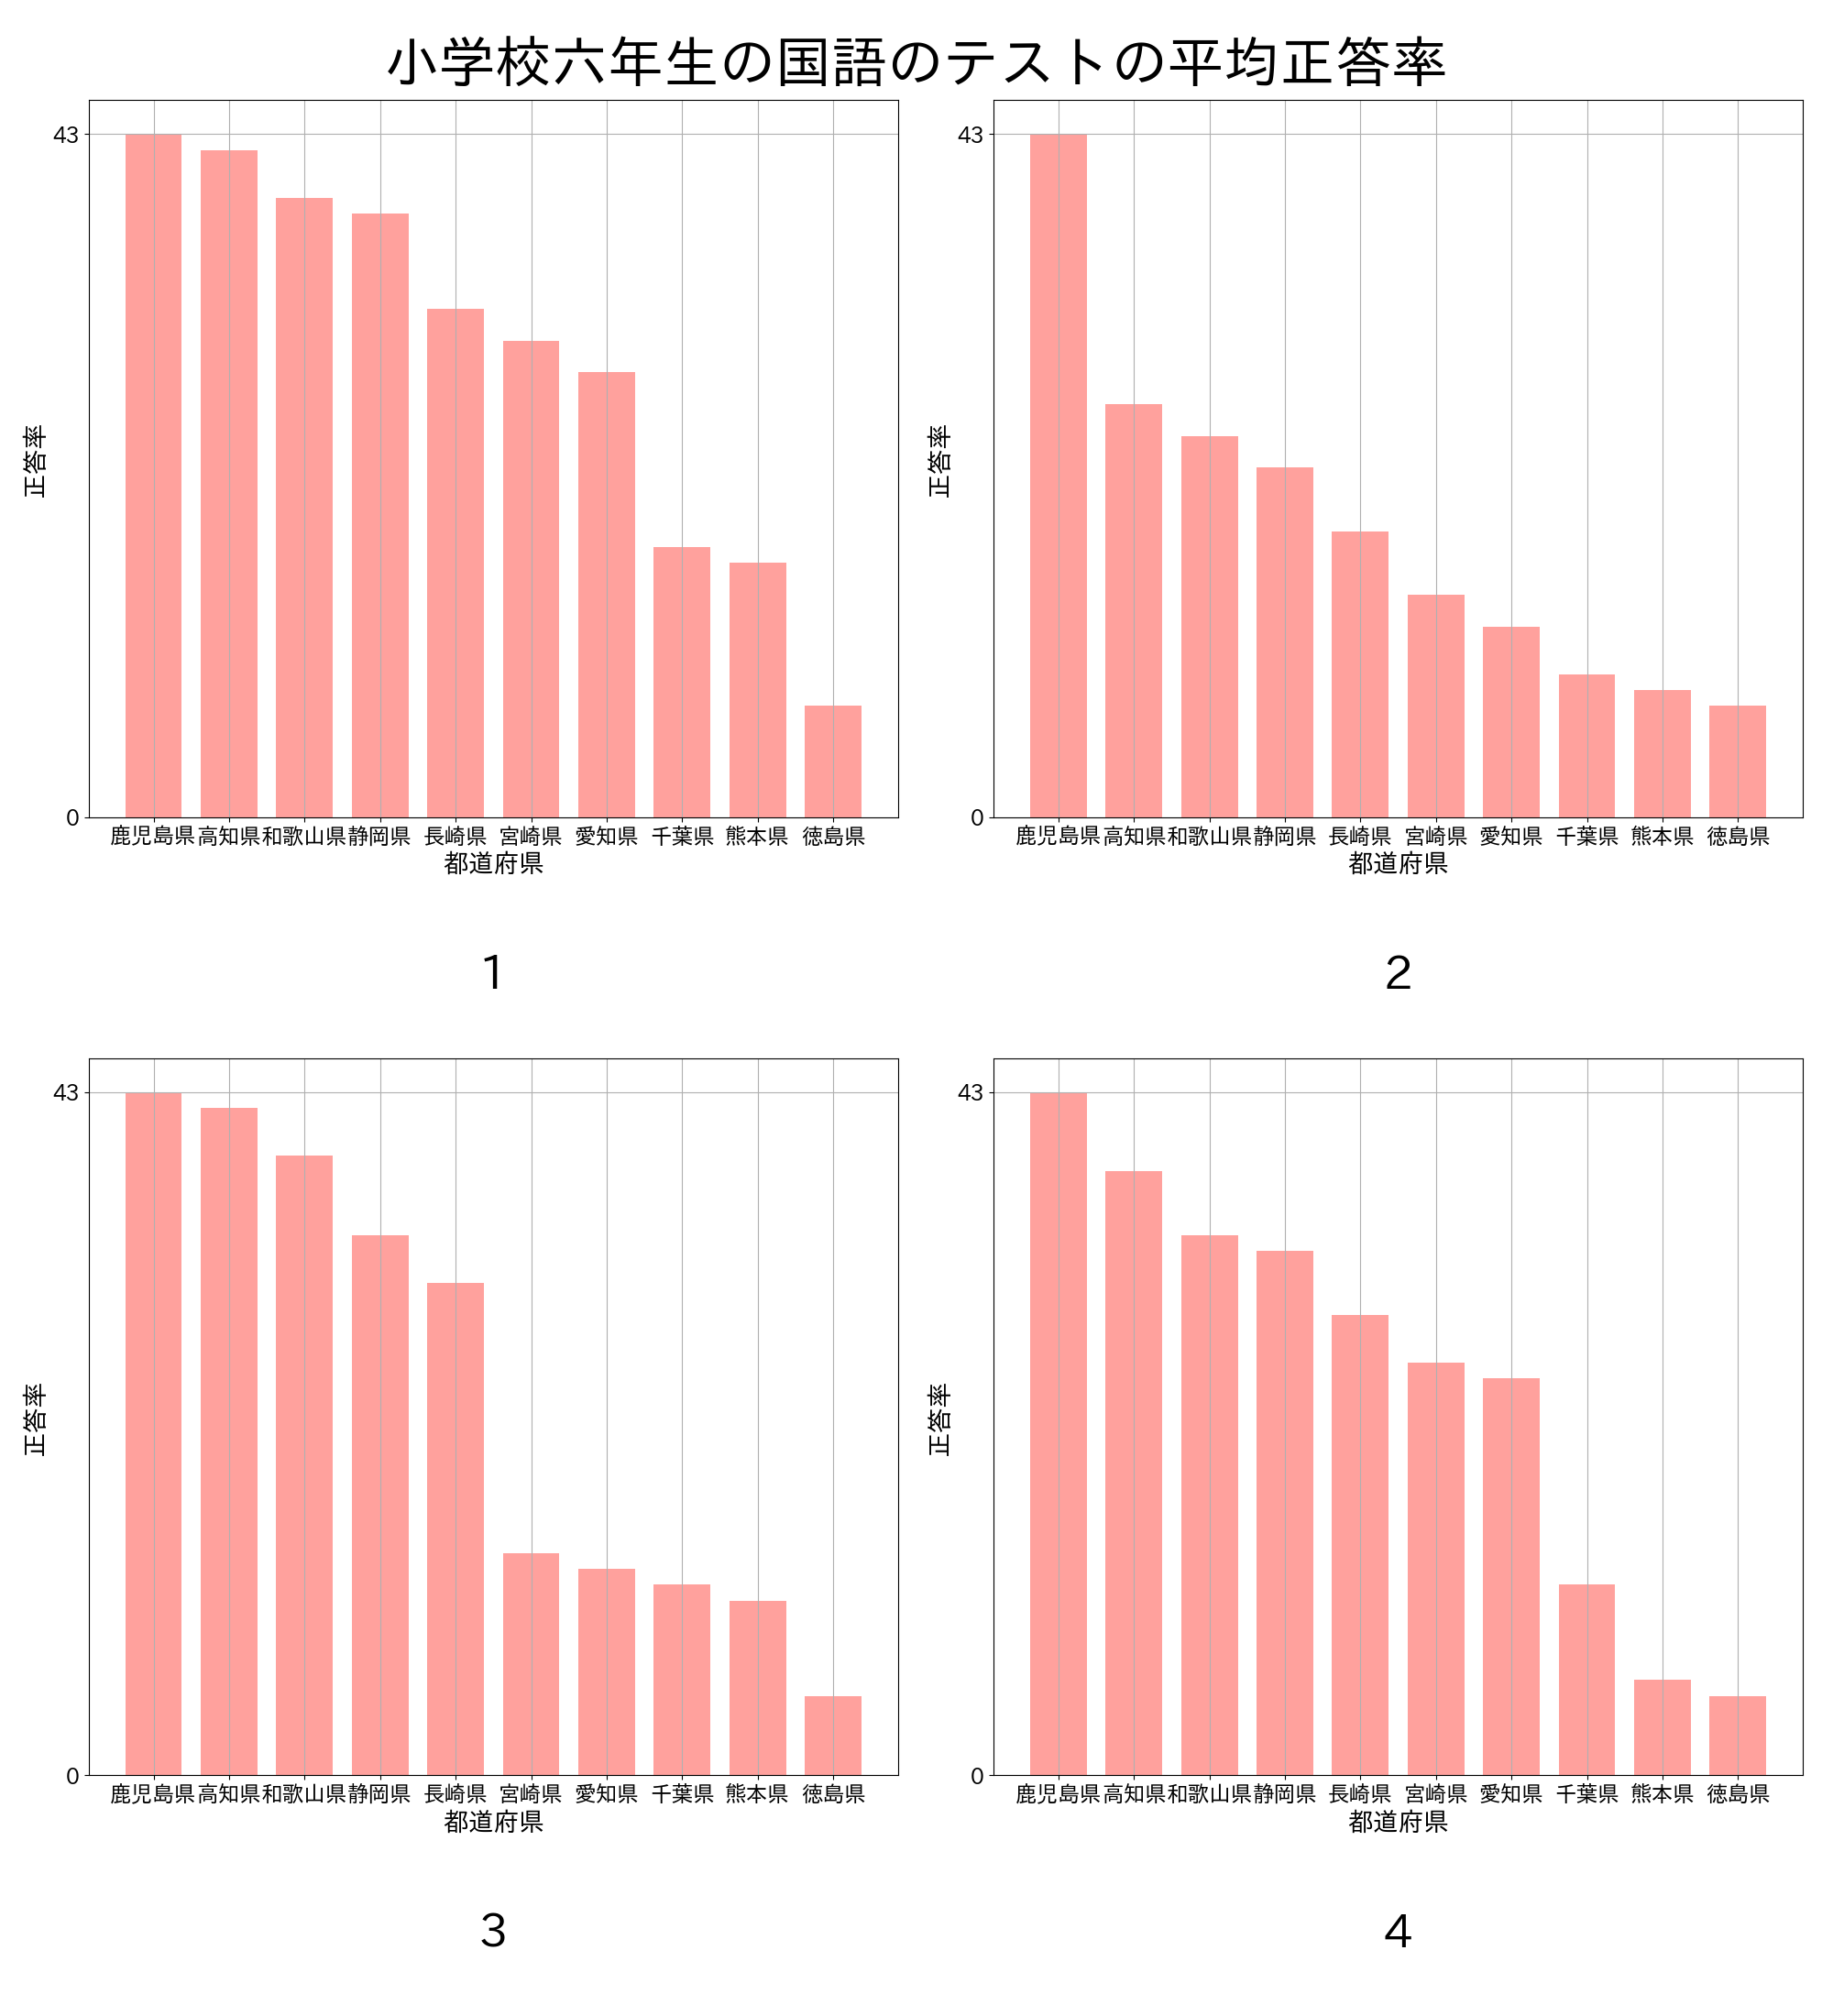 小学校六年生の国語のテストの平均正答率
43
0
正答率
鹿児島県 高知県 和歌山県 静岡県 長崎県 宮崎県 愛知県 千葉県 熊本県 徳島県
都道府県
1
43
0
正答率
鹿児島県 高知県 和歌山県 静岡県 長崎県 宮崎県 愛知県 千葉県 熊本県 徳島県
都道府県
2
43
0
正答率
鹿児島県 高知県 和歌山県 静岡県 長崎県 宮崎県 愛知県 千葉県 熊本県 徳島県
都道府県
3
43
0
正答率
鹿児島県 高知県 和歌山県 静岡県 長崎県 宮崎県 愛知県 千葉県 熊本県 徳島県
都道府県
4